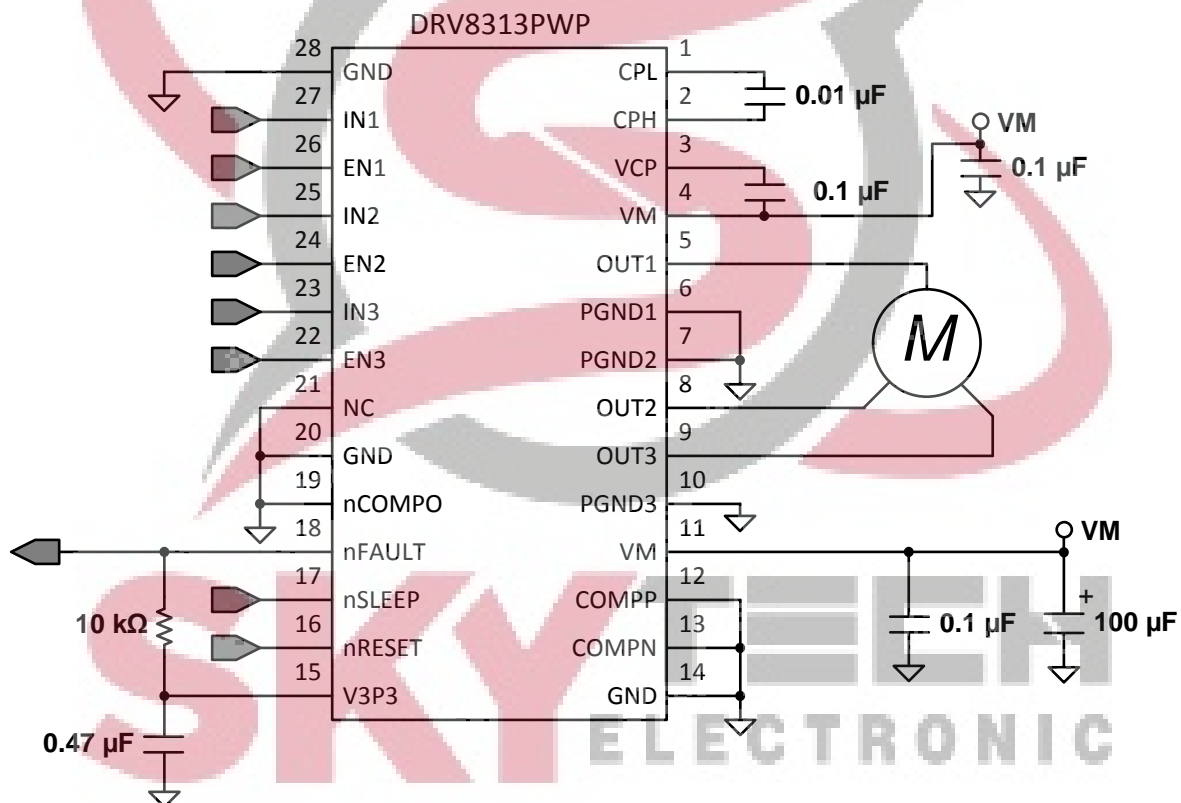 DRV8313PWP
28
GND
27
IN1
26
EN1
25
IN2
24
EN2
23
IN3
22
EN3
21
NC
20
GND
19
nCOMPO
18
nFAULT
17
nSLEEP
16
nRESET
15
V3P3
10 kΩ
0.47 µF
1
CPL
2
CPH
0.01 µF
3
VCP
4
VM
0.1 µF
VM
0.1 µF
5
OUT1
6
PGND1
7
PGND2
8
OUT2
9
OUT3
M
10
PGND3
11
VM
VM
12
COMPP
13
COMPN
14
GND
0.1 µF
+
100 µF
SKYTECH
ELECTRONIC